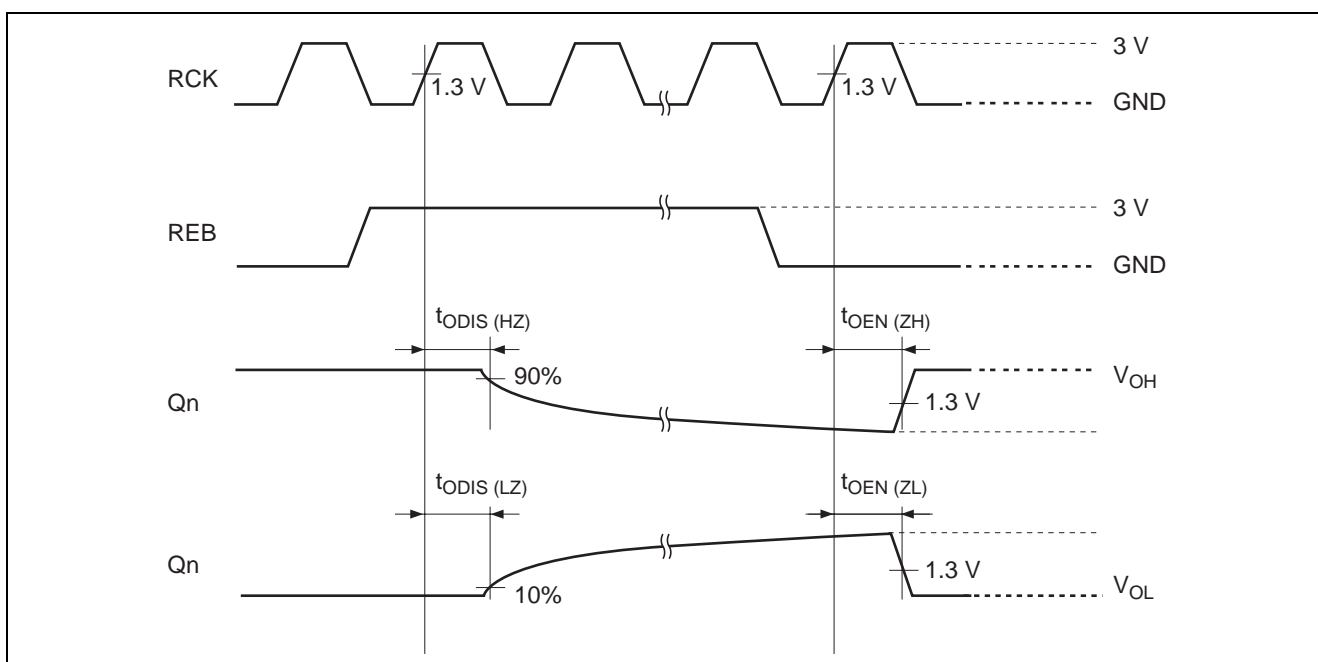 RCK
1.3 V
1.3 V
3 V
GND
REB
3 V
GND
tODIS (HZ)
tOEN (ZH)
Qn
90%
1.3 V
VOH
tODIS (LZ)
tOEN (ZL)
Qn
10%
1.3 V
VOL